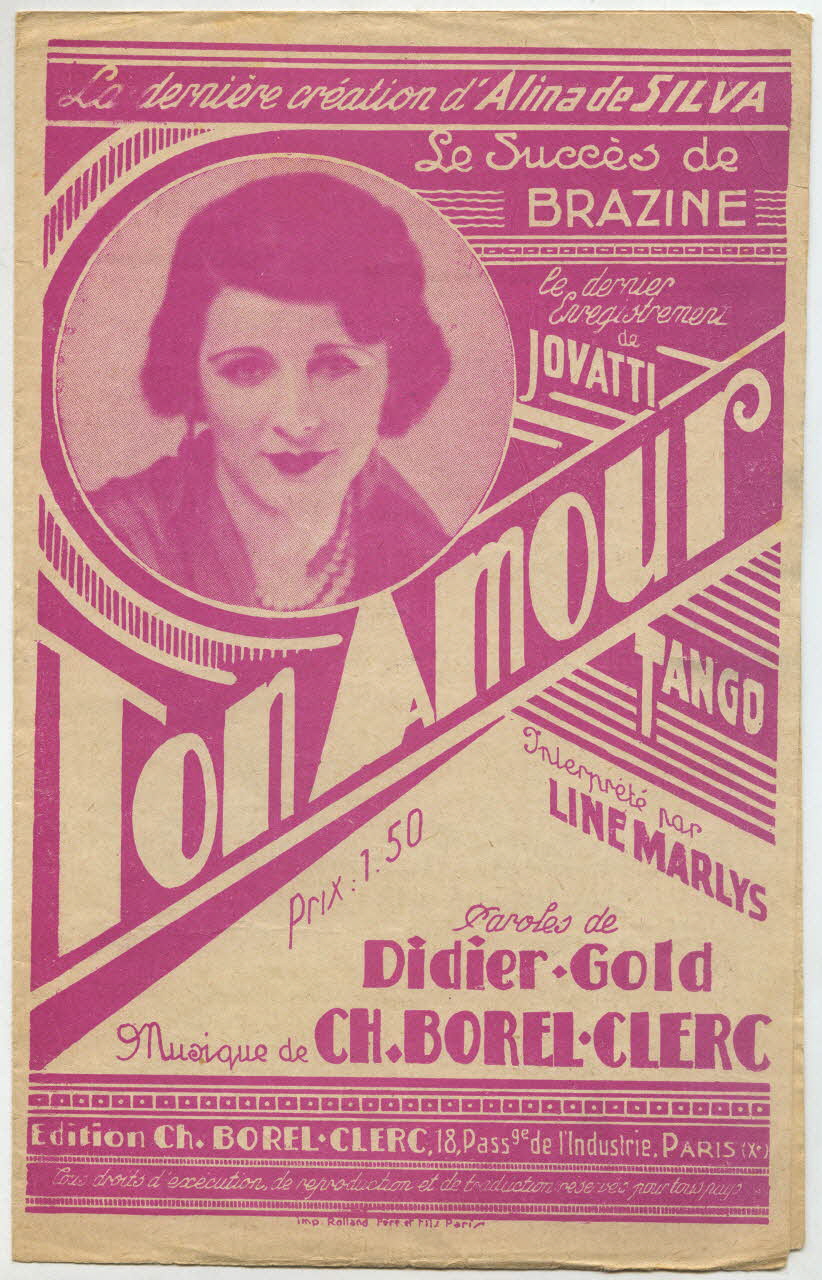 La dernière création d'Alina de SILVA
Le Succès de
BRAZINE
le dernier
Enregistrement
de
JOVATTI
Ton Amour
TANGO
Interprété par
LINE MARLYS
Prix: 1.50
Paroles de
Didier-Gold
Musique de CH. BOREL-CLERC
Edition Ch. BOREL-CLERC, 18, Passge de l'Industrie, PARIS (Xe)
Tous droits d'exécution, de reproduction et de traduction réservés pour tous pays
Imp. Rolland Père et Fils Paris